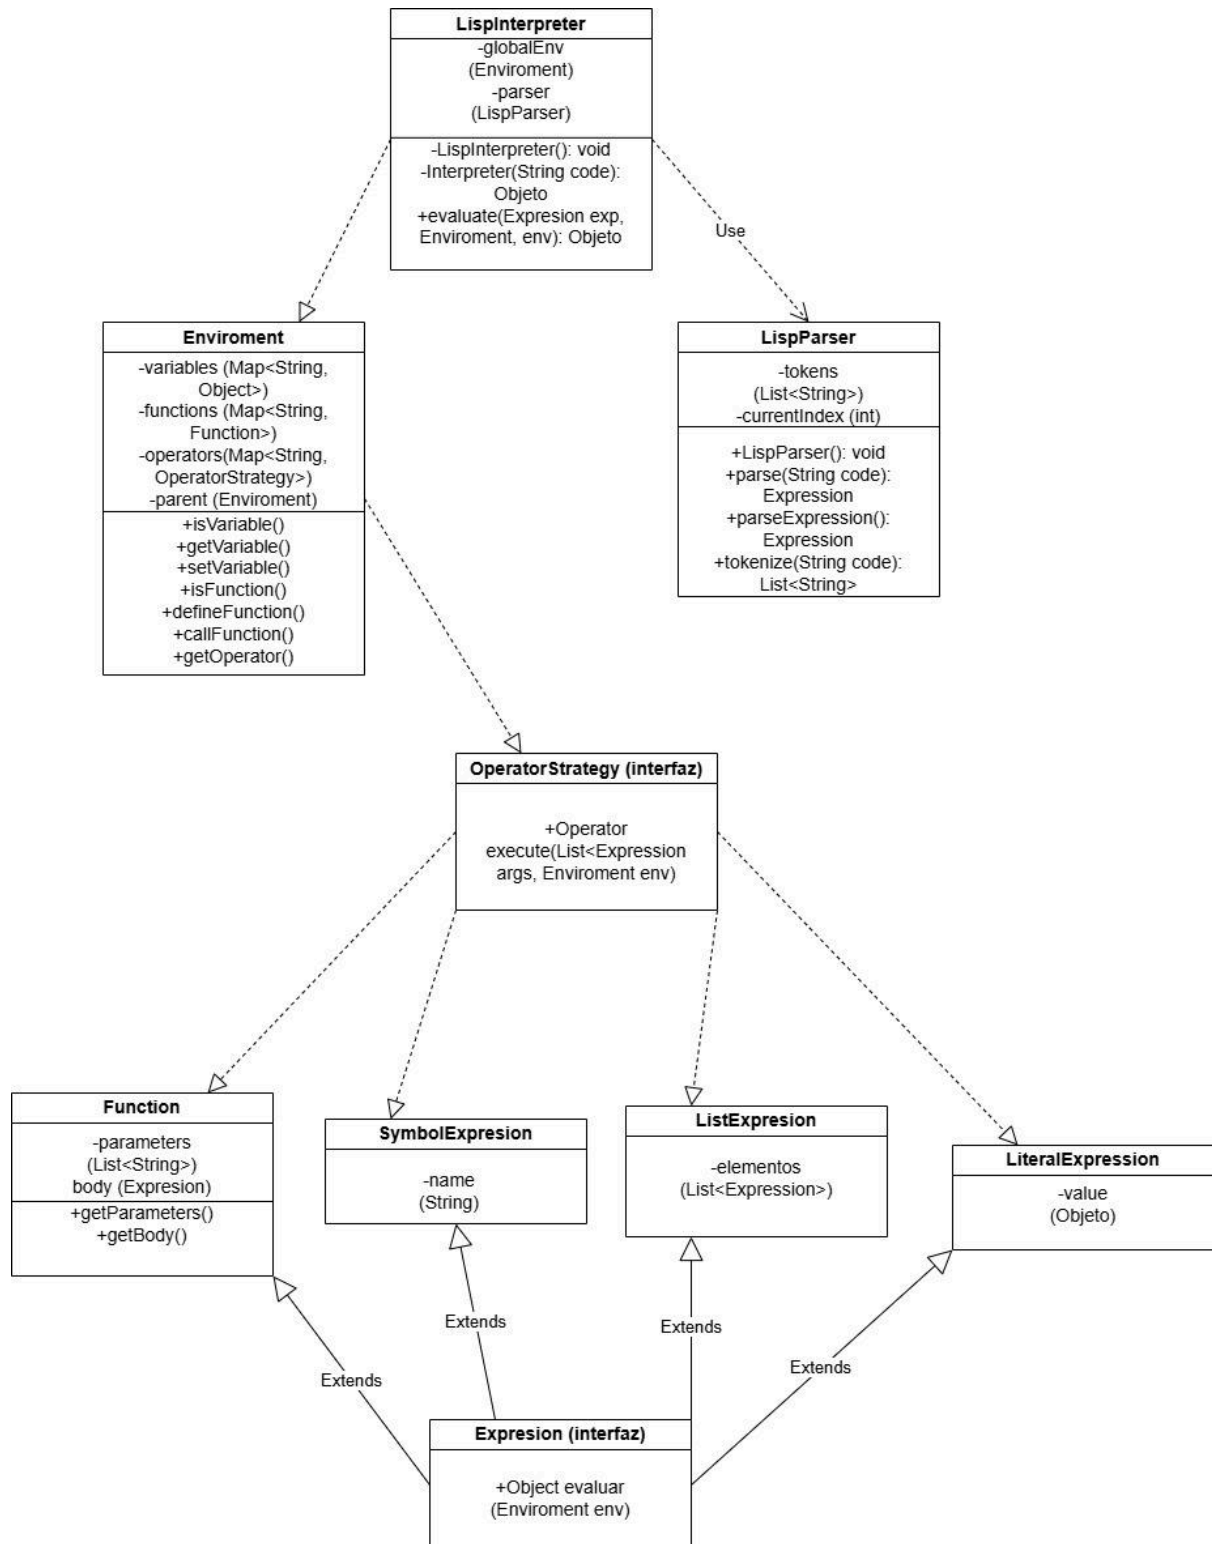 LispInterpreter
-globalEnv
(Enviroment)
-parser
(LispParser)
-LispInterpreter(): void
-Interpreter(String code):
Objeto
+evaluate(Expresion exp,
Enviroment, env): Objeto
Use
Enviroment
-variables (Map<String,
Object>)
-functions (Map<String,
Function>)
-operators(Map<String,
OperatorStrategy>)
-parent (Enviroment)
+isVariable()
+getVariable()
+setVariable()
+isFunction()
+defineFunction()
+callFunction()
+getOperator()
LispParser
-tokens
(List<String>)
-currentIndex (int)
+LispParser(): void
+parse(String code):
Expression
+parseExpression():
Expression
+tokenize(String code):
List<String>
OperatorStrategy (interfaz)
+Operator
execute(List<Expression
args, Enviroment env)
Function
-parameters
(List<String>)
body (Expresion)
+getParameters()
+getBody()
SymbolExpresion
-name
(String)
ListExpresion
-elementos
(List<Expression>)
LiteralExpression
-value
(Objeto)
Extends
Extends
Extends
Extends
Expresion (interfaz)
+Object evaluar
(Enviroment env)